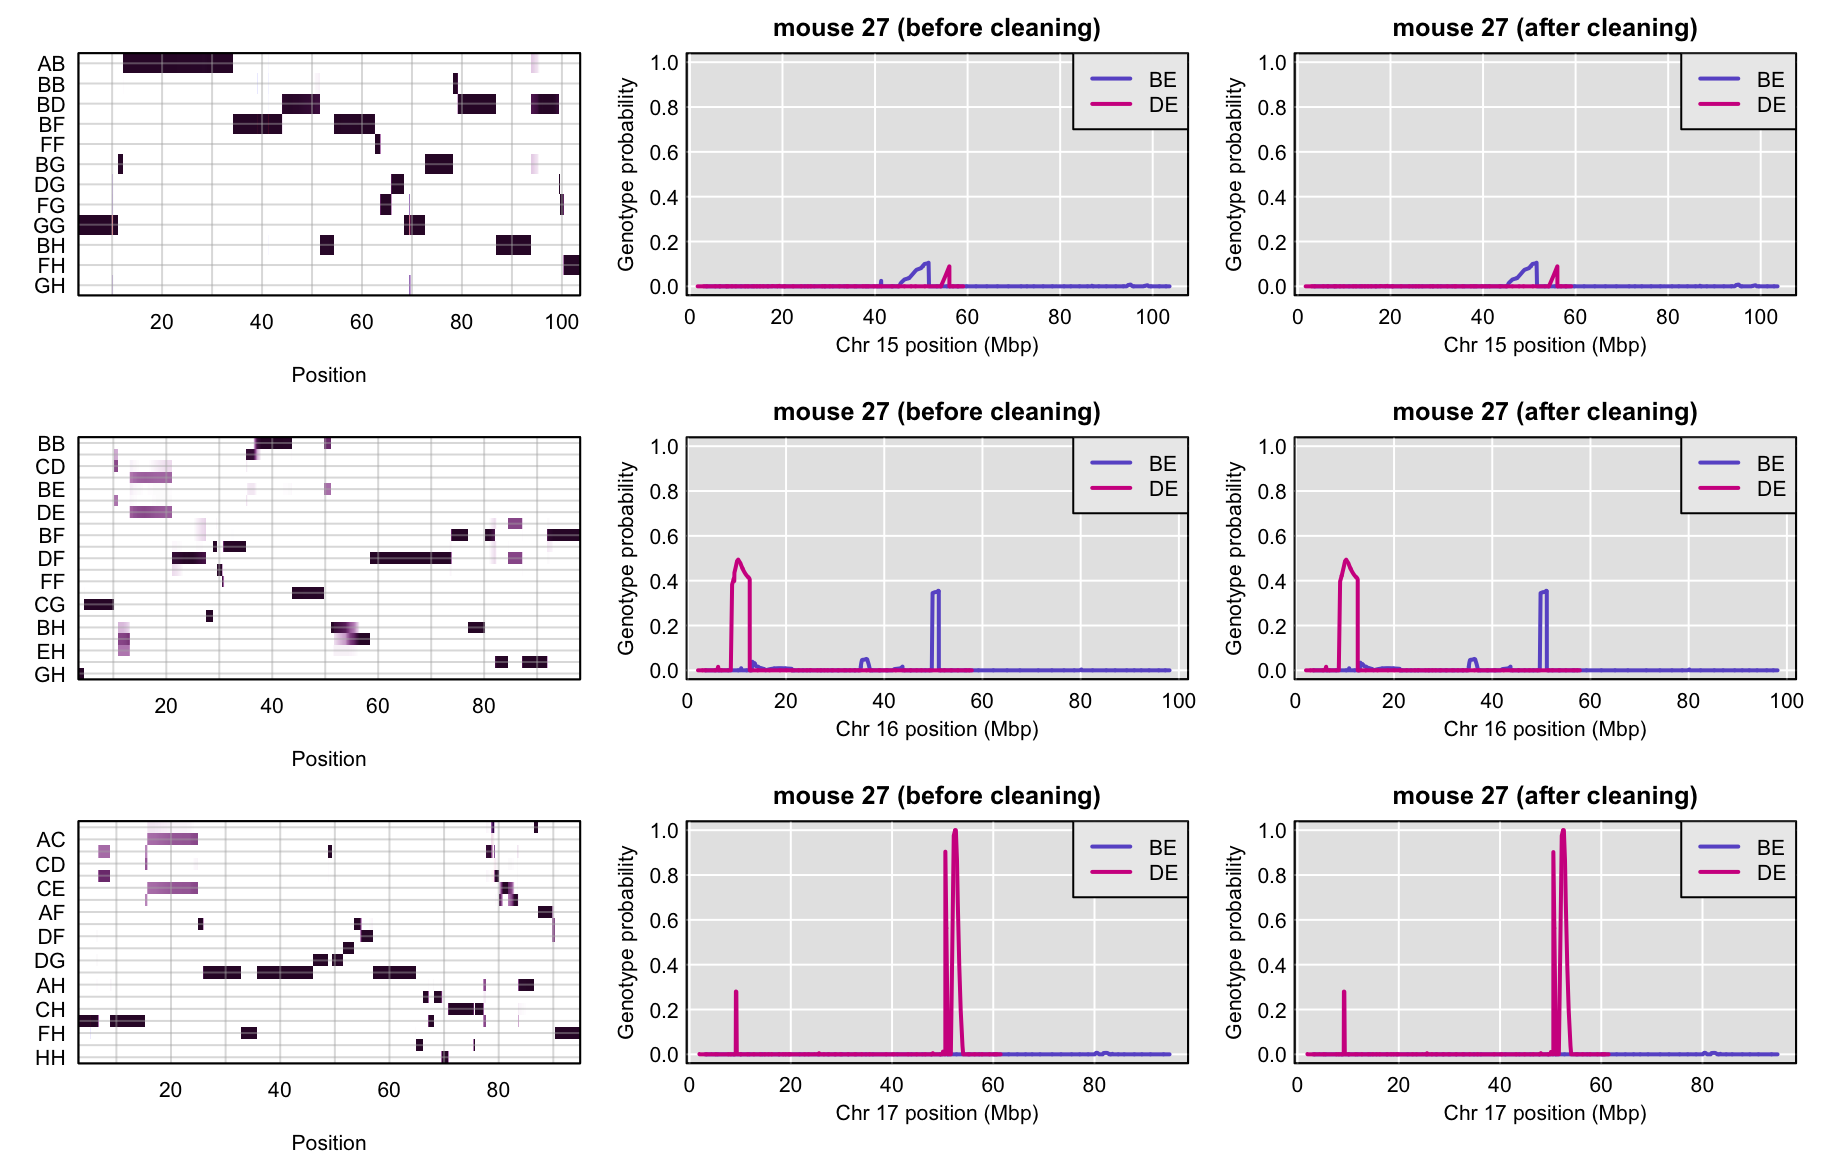 AB
BB
BD
BF
FF
BG
DG
FG
GG
BH
FH
GH
20 40 60 80 100
Position
mouse 27 (before cleaning)
BE
DE
Genotype probability
1.0
0.8
0.6
0.4
0.2
0.0
0 20 40 60 80 100
Chr 15 position (Mbp)
mouse 27 (after cleaning)
BE
DE
Genotype probability
1.0
0.8
0.6
0.4
0.2
0.0
0 20 40 60 80 100
Chr 15 position (Mbp)
BB
CD
BE
DE
BF
DF
FF
CG
BH
EH
GH
20 40 60 80
Position
mouse 27 (before cleaning)
BE
DE
Genotype probability
1.0
0.8
0.6
0.4
0.2
0.0
0 20 40 60 80 100
Chr 16 position (Mbp)
mouse 27 (after cleaning)
BE
DE
Genotype probability
1.0
0.8
0.6
0.4
0.2
0.0
0 20 40 60 80 100
Chr 16 position (Mbp)
AC
CD
CE
AF
DF
DG
AH
CH
FH
HH
20 40 60 80
Position
mouse 27 (before cleaning)
BE
DE
Genotype probability
1.0
0.8
0.6
0.4
0.2
0.0
0 20 40 60 80
Chr 17 position (Mbp)
mouse 27 (after cleaning)
BE
DE
Genotype probability
1.0
0.8
0.6
0.4
0.2
0.0
0 20 40 60 80
Chr 17 position (Mbp)